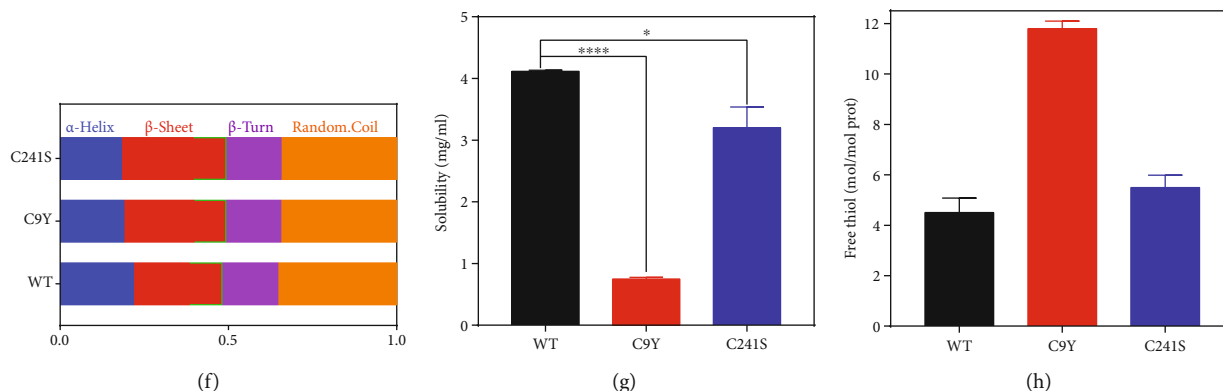 α-Helix β-Sheet β-Turn Random.Coil
C241S
C9Y
WT
0.0 0.5 1.0
(f)
Solubility (mg/ml)
5
4
3
2
1
0
****
*
WT C9Y C241S
(g)
Free thiol (mol/mol prot)
12
10
8
6
4
2
0
WT C9Y C241S
(h)